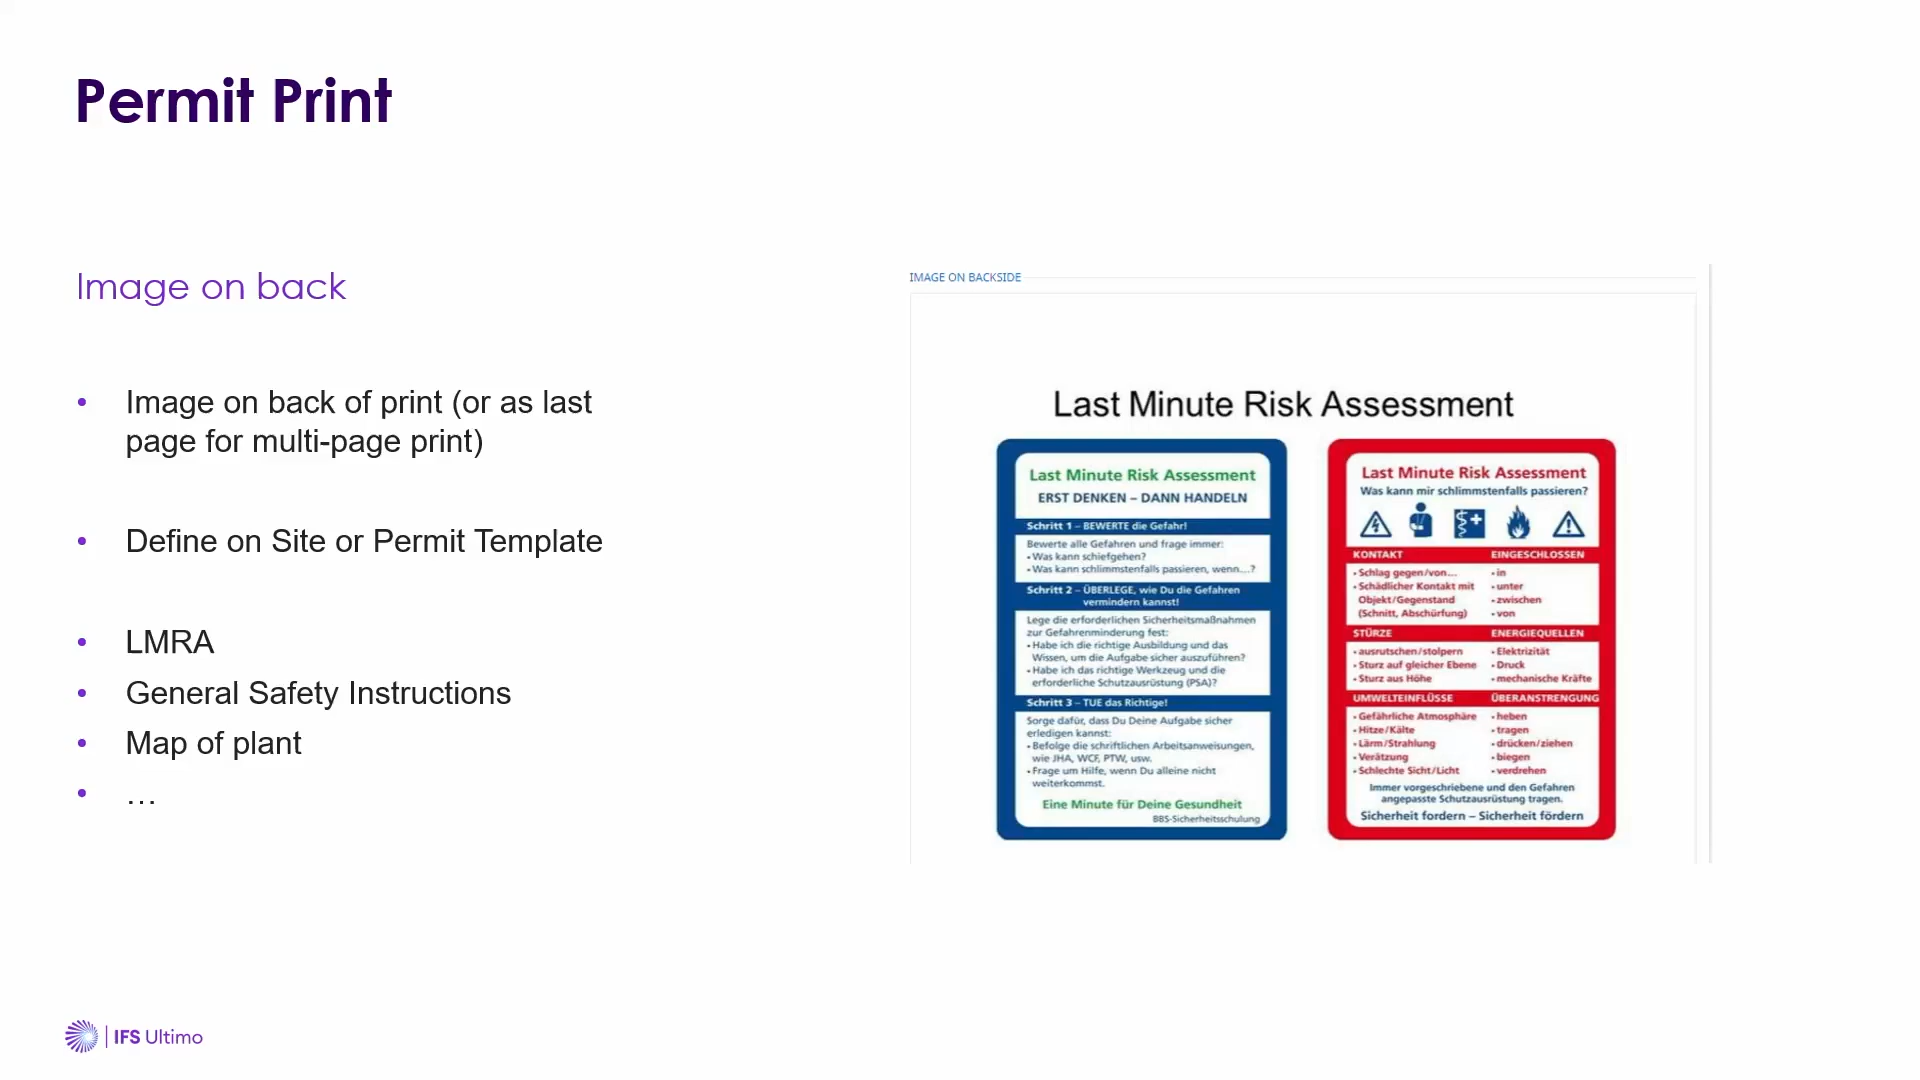 Permit Print
Image on back
• Image on back of print (or as last
page for multi-page print)
• Define on Site or Permit Template
• LMRA
• General Safety Instructions
• Map of plant
• …
IMAGE ON BACKSIDE
Last Minute Risk Assessment
Last Minute Risk Assessment
ERST DENKEN – DANN HANDELN
Schritt 1 – BEWERTE die Gefahr!
Bewerte alle Gefahren und frage immer:
• Was kann schiefgehen?
• Was kann schlimmstenfalls passieren, wenn...?
Schritt 2 – ÜBERLEGE, wie Du die Gefahren
vermindern kannst!
Lege die erforderlichen Sicherheitsmaßnahmen
zur Gefahrenminderung fest:
• Habe ich die richtige Ausbildung und das
Wissen, um die Aufgabe sicher auszuführen?
• Habe ich das richtige Werkzeug und die
erforderliche Schutzausrüstung (PSA)?
Schritt 3 – TUE das Richtige!
Sorge dafür, dass Du Deine Aufgabe sicher
erledigen kannst:
• Befolge die schriftlichen Arbeitsanweisungen,
wie JHA, WCF, PTW, usw.
• Frage um Hilfe, wenn Du alleine nicht
weiterkommst.
Eine Minute für Deine Gesundheit
BBS-Sicherheitsschulung
Last Minute Risk Assessment
Was kann mir schlimmstenfalls passieren?
KONTAKT
• Schlag gegen/von...
• Schädlicher Kontakt mit
Objekt/Gegenstand
(Schnitt, Abschürfung)
EINGESCHLOSSEN
• in
• unter
• zwischen
• von
STÜRZE
• ausrutschen/stolpern
• Sturz auf gleicher Ebene
• Sturz aus Höhe
ENERGIEQUELLEN
• Elektrizität
• Druck
• mechanische Kräfte
UMWELTEINFLÜSSE
• Gefährliche Atmosphäre
• Hitze/Kälte
• Lärm/Strahlung
• Verätzung
• Schlechte Sicht/Licht
ÜBERANSTRENGUNG
• heben
• tragen
• drücken/ziehen
• biegen
• verdrehen
Immer vorgeschriebene und den Gefahren
angepasste Schutzausrüstung tragen.
Sicherheit fordern – Sicherheit fördern
IFS Ultimo